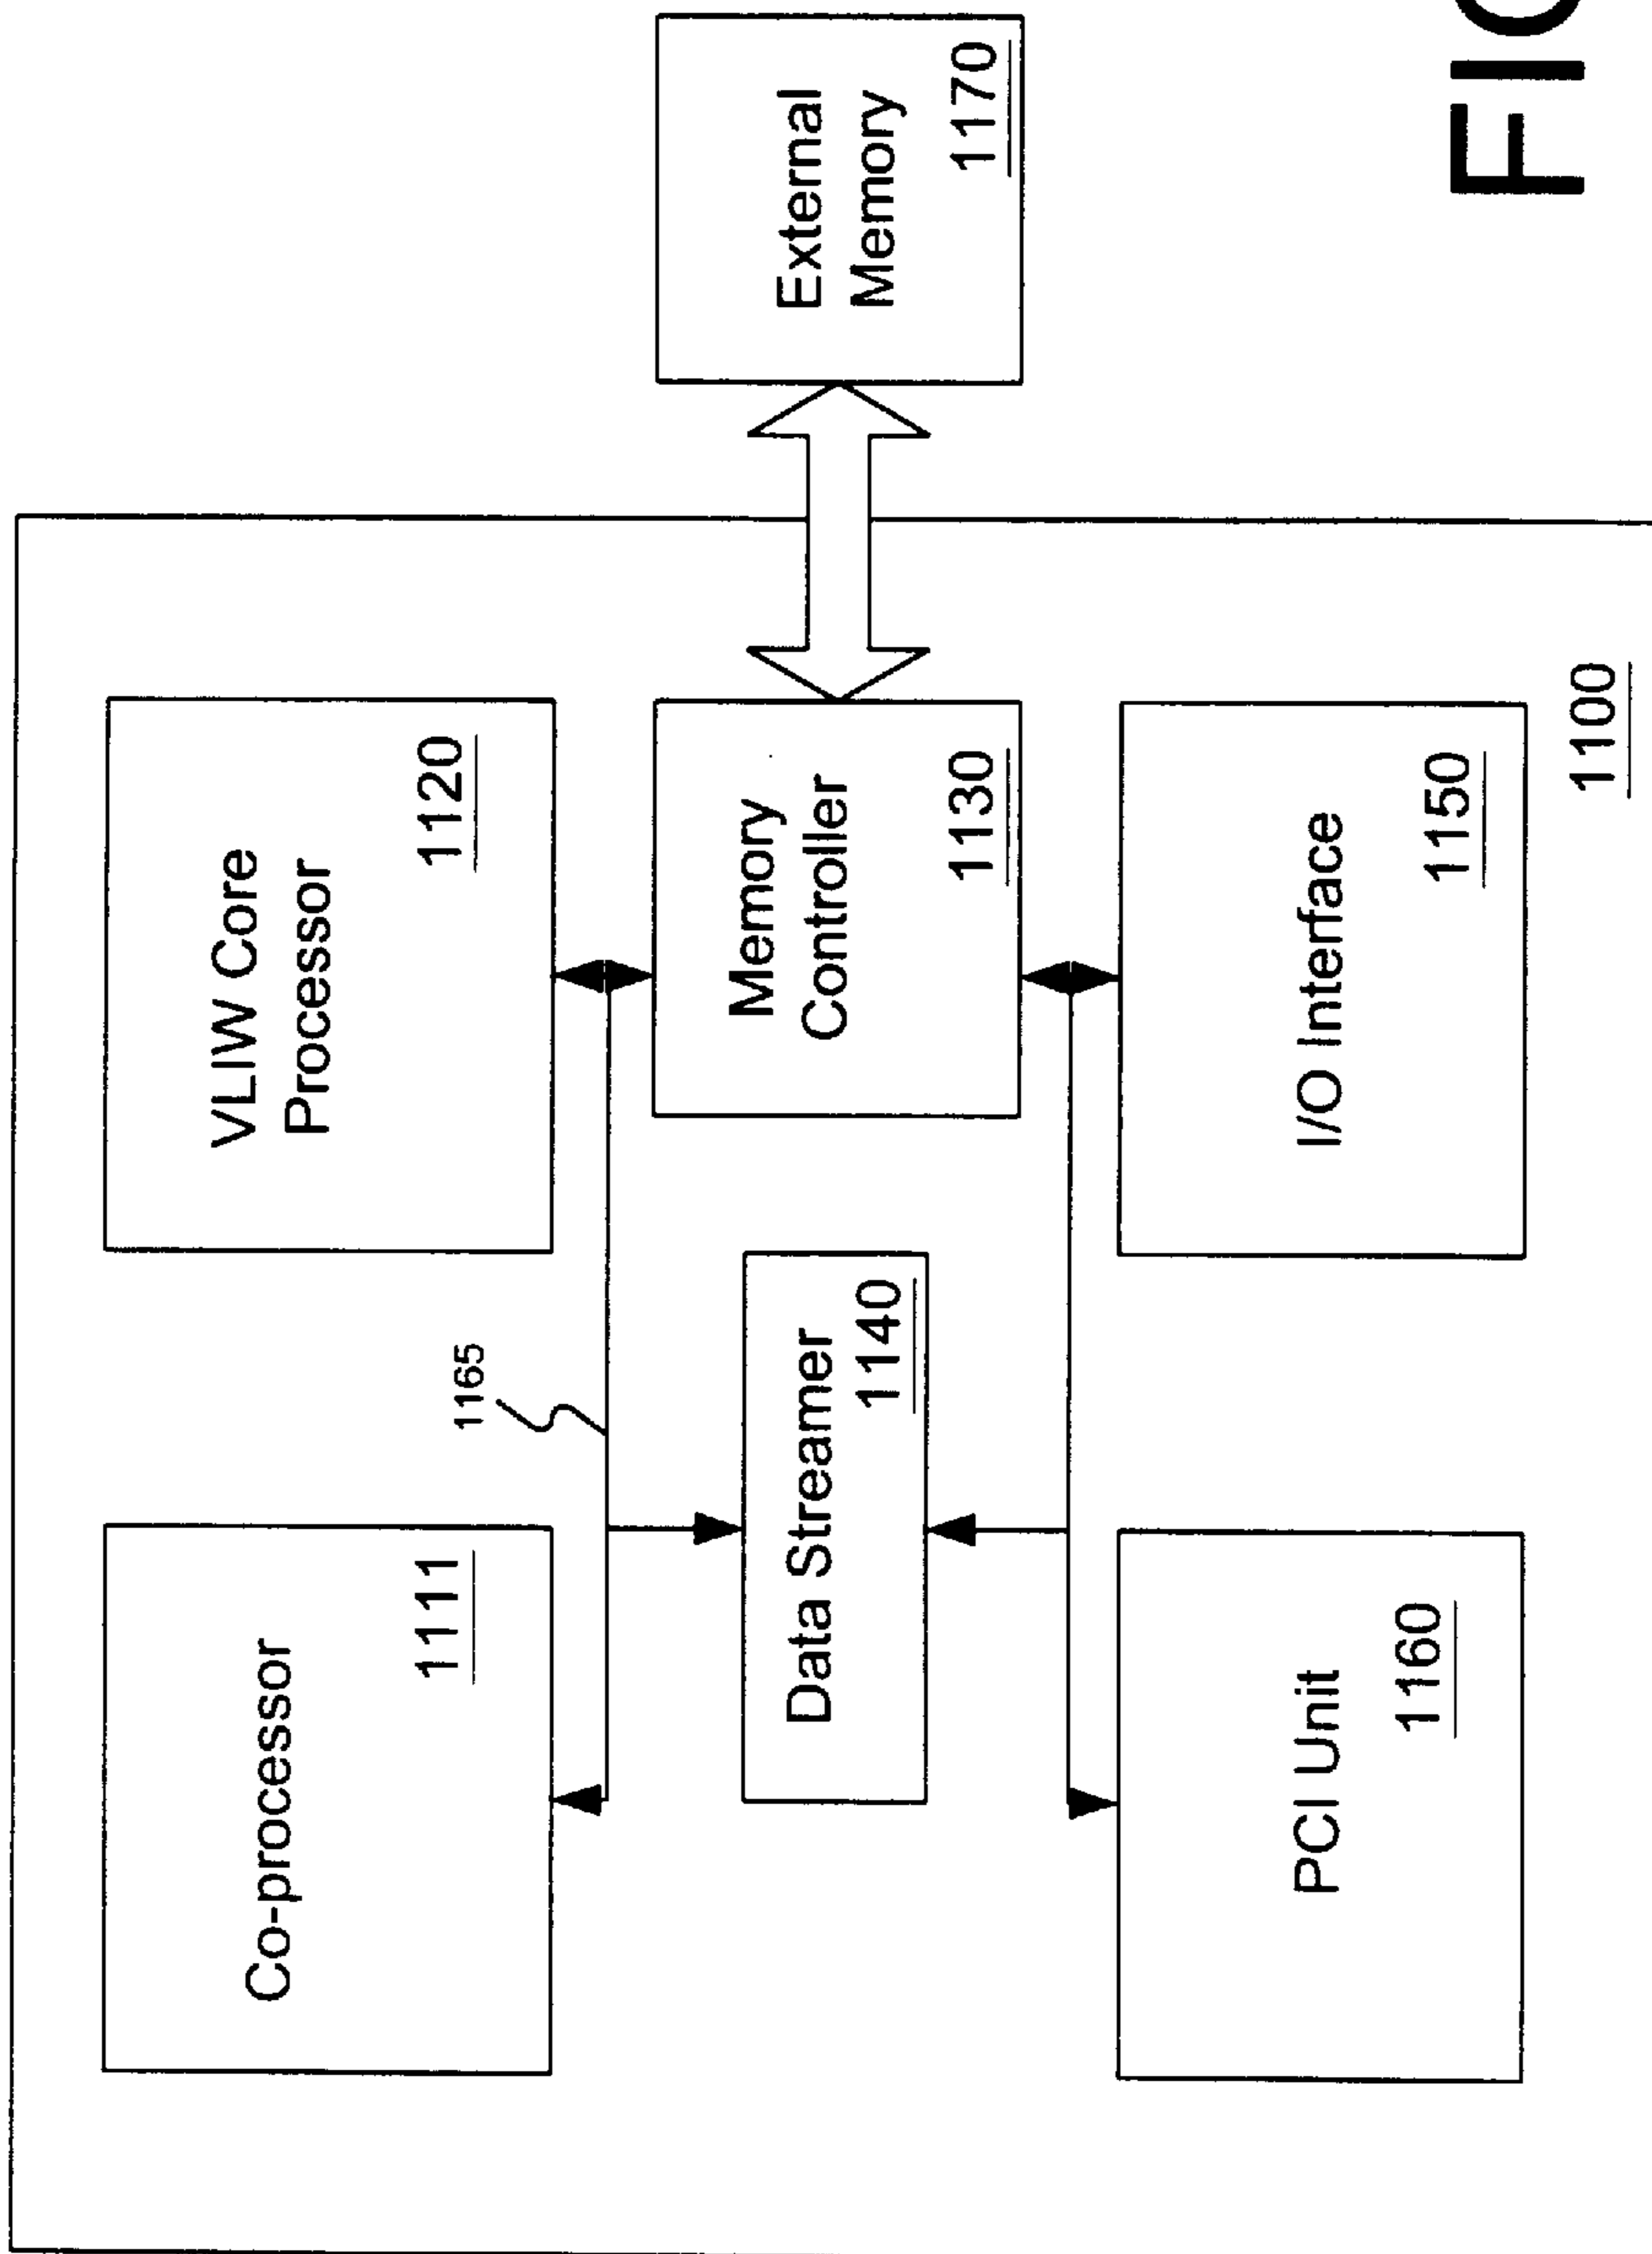 Co-processor
1111
VLIW Core
Processor
1120
1165
Data Streamer
1140
Memory
Controller
1130
External
Memory
1170
PCI Unit
1160
I/O Interface
1150
1100